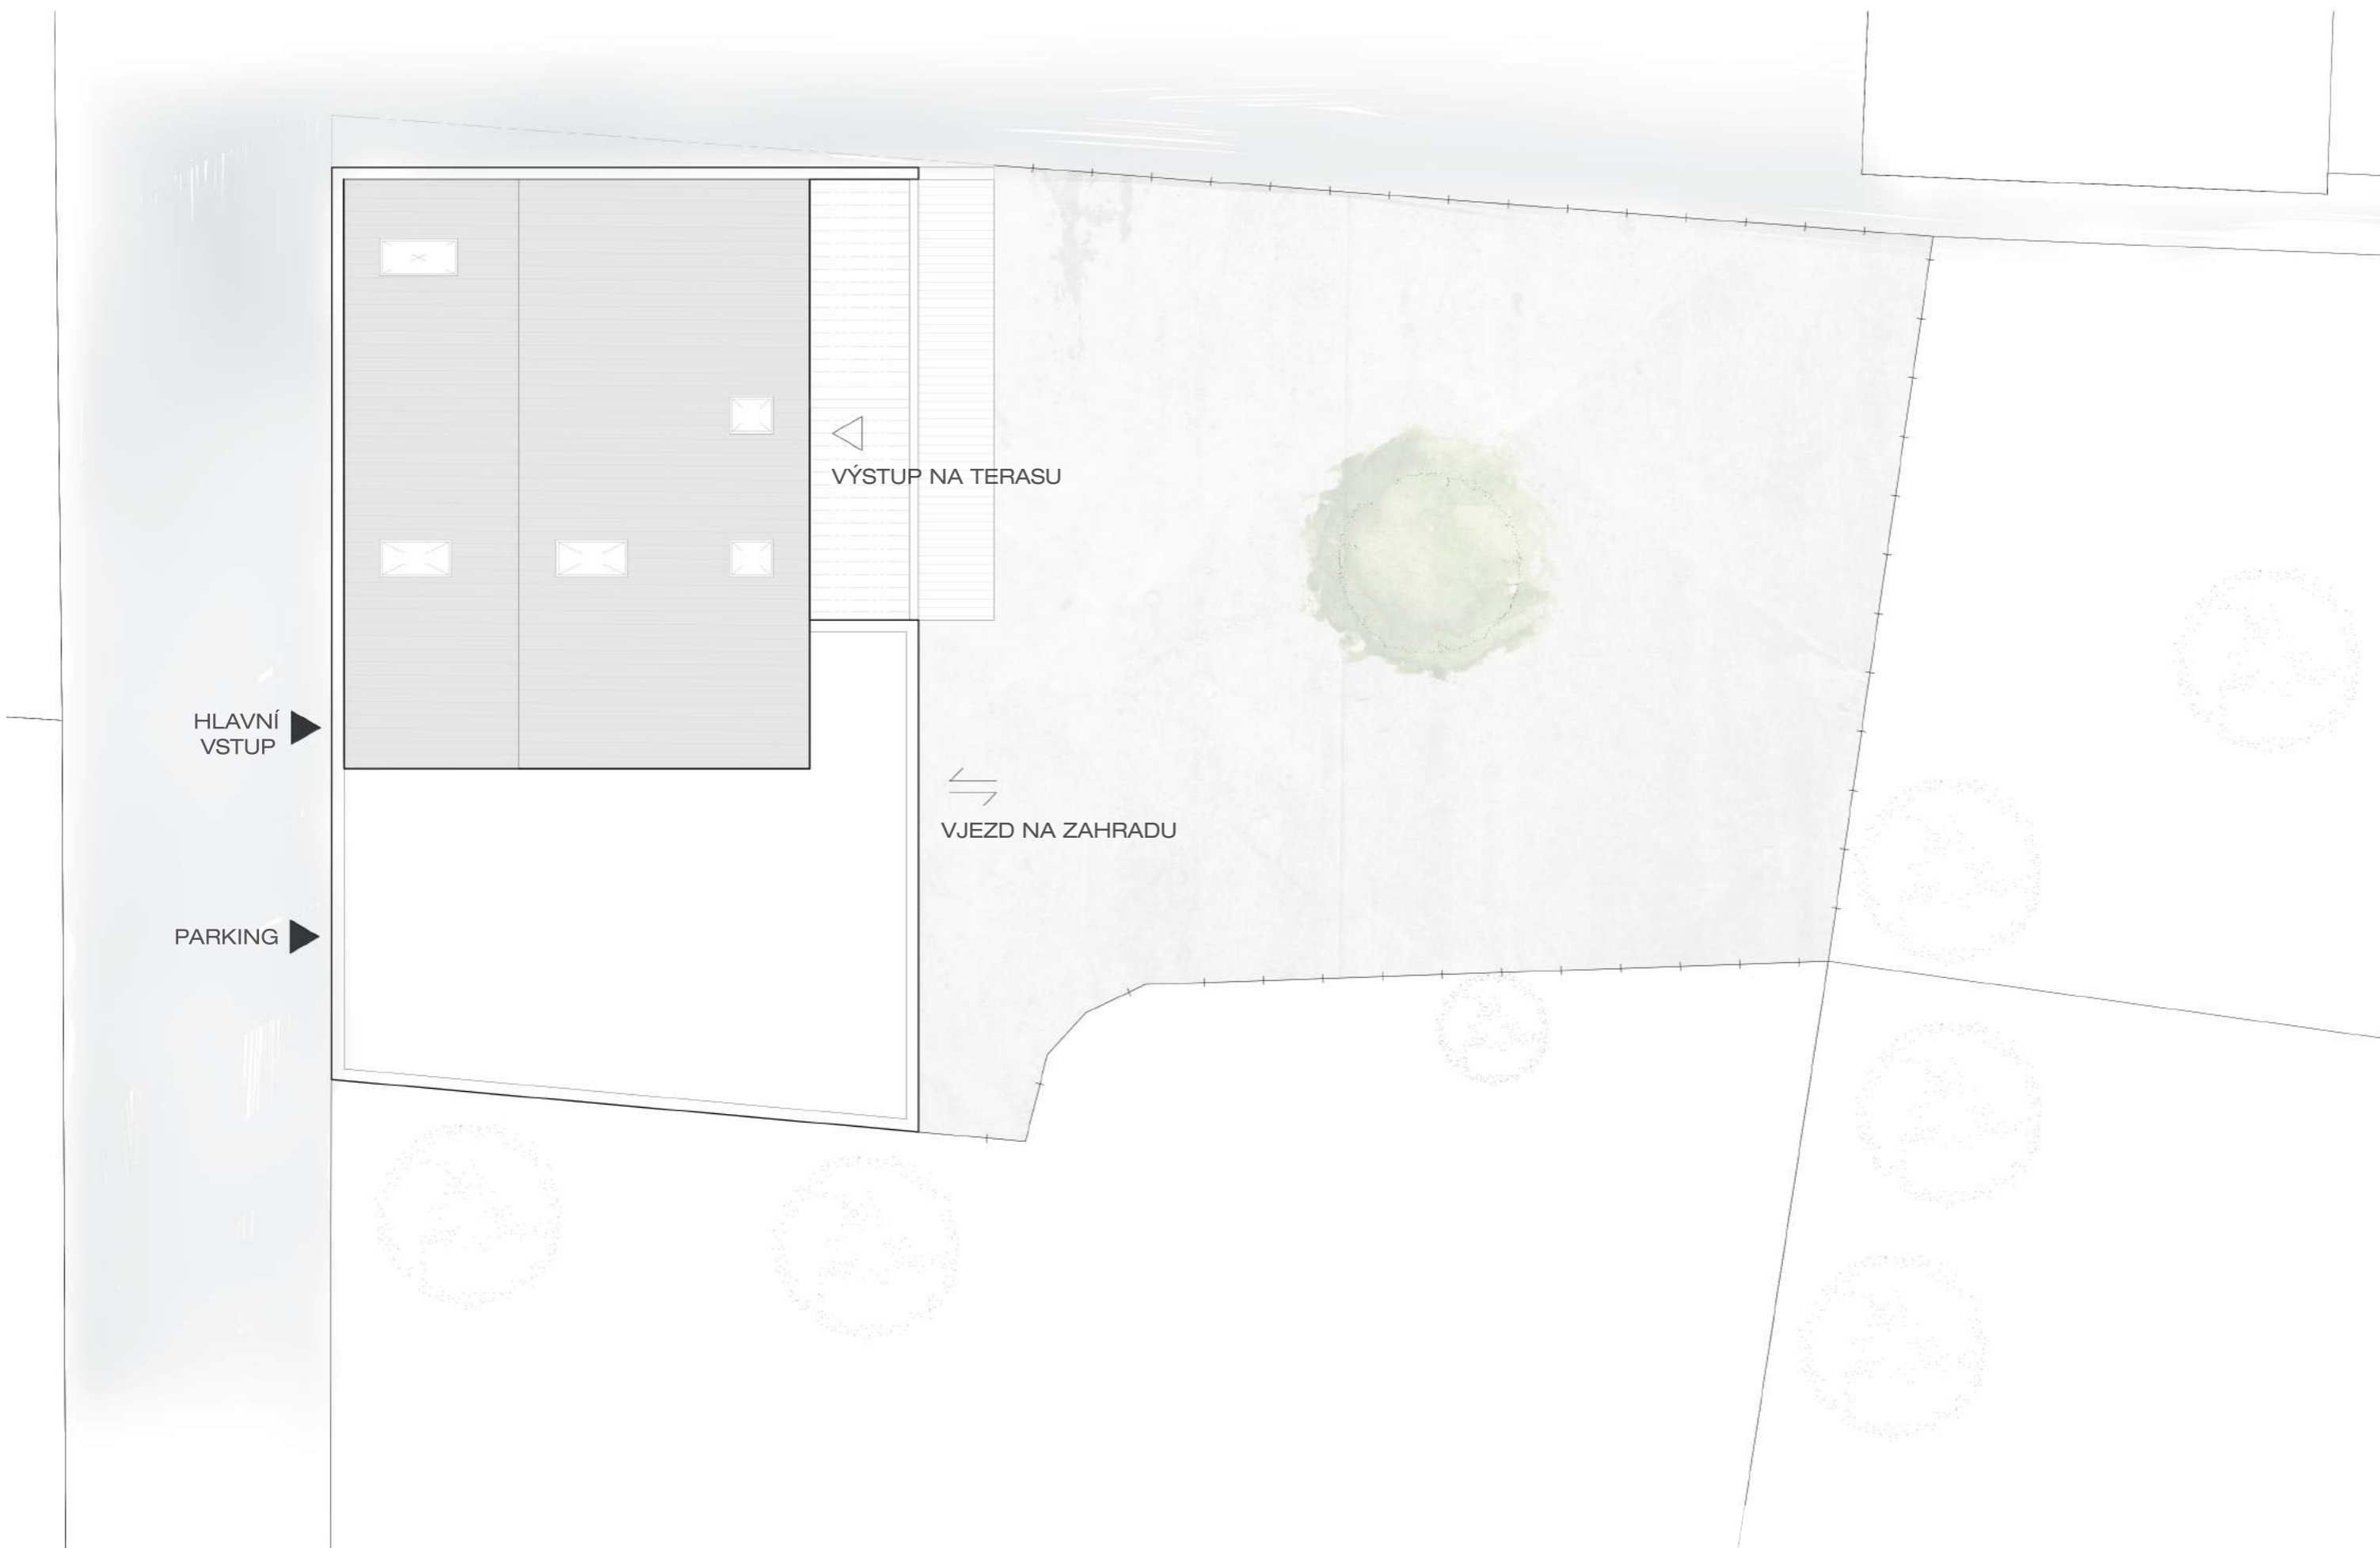 VÝSTUP NA TERASU
HLAVNÍ
VSTUP
VJEZD NA ZAHRADU
PARKING